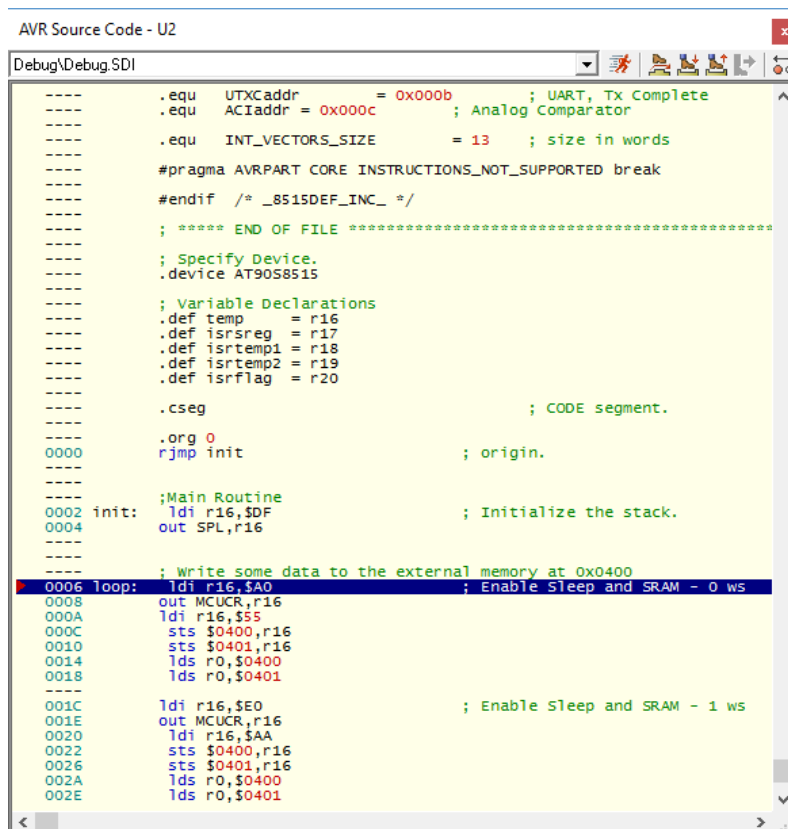 AVR Source Code - U2
Debug\Debug.SDI
---- .equ UTXCaddr = 0x000b ; UART, Tx Complete
---- .equ ACIaddr = 0x000c ; Analog Comparator
----
---- .equ INT_VECTORS_SIZE = 13 ; size in words
----
---- #pragma AVRPART CORE INSTRUCTIONS_NOT_SUPPORTED break
----
---- #endif /* _8515DEF_INC_ */
----
---- ; ***** END OF FILE *********************************************
----
---- ; Specify Device.
---- .device AT90S8515
----
---- ; Variable Declarations
---- .def temp = r16
---- .def isrsreg = r17
---- .def isrtemp1 = r18
---- .def isrtemp2 = r19
---- .def isrflag = r20
----
---- .cseg ; CODE segment.
----
---- .org 0
0000 rjmp init ; origin.
----
----
---- ;Main Routine
0002 init: ldi r16,$DF ; Initialize the stack.
0004 out SPL,r16
----
----
---- ; Write some data to the external memory at 0x0400
0006 loop: ldi r16,$A0 ; Enable Sleep and SRAM - 0 ws
0008 out MCUCR,r16
000A ldi r16,$55
000C sts $0400,r16
0010 sts $0401,r16
0014 lds r0,$0400
0018 lds r0,$0401
----
001C ldi r16,$E0 ; Enable Sleep and SRAM - 1 ws
001E out MCUCR,r16
0020 ldi r16,$AA
0022 sts $0400,r16
0026 sts $0401,r16
002A lds r0,$0400
002E lds r0,$0401